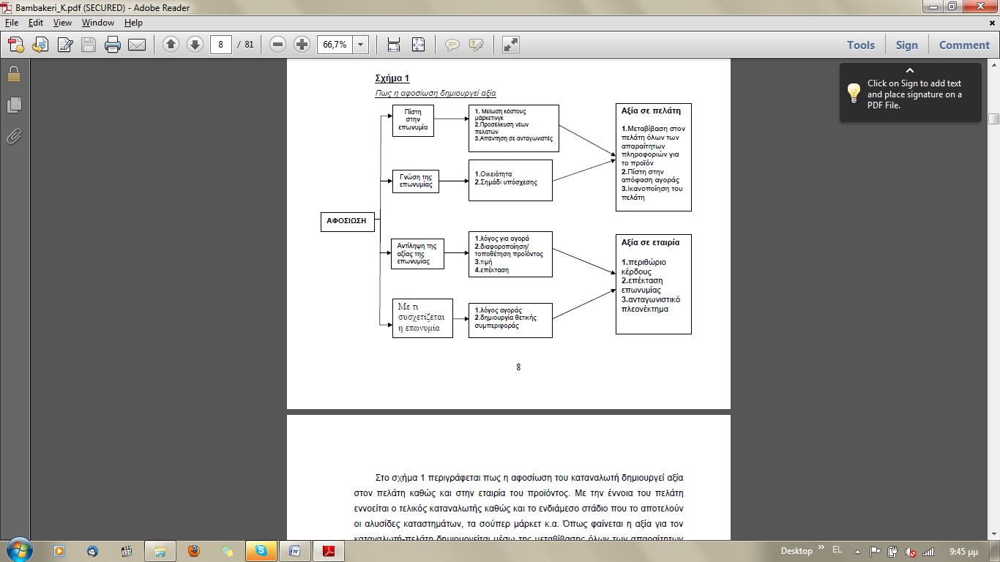 Bambakeri_K.pdf (SECURED) - Adobe Reader
File Edit View Window Help
8 / 81 66,7% Tools Sign Comment
Click on Sign to add text
and place signature on a
PDF File.
Σχήμα 1
Πως η αφοσίωση δημιουργεί αξία
ΑΦΟΣΙΩΣΗ
Πίστη
στην
επωνυμία
1. Μείωση κόστους
μάρκετινγκ
2.Προσέλκυση νέων
πελατών
3.Απάντηση σε ανταγωνιστές
Γνώση της
επωνυμίας
1.Οικειότητα
2.Σημάδι υπόσχεσης
Αξία σε πελάτη
1.Μεταβίβαση στον
πελάτη όλων των
απαραίτητων
πληροφοριών για
το προϊόν
2.Πίστη στην
απόφαση αγοράς
3.Ικανοποίηση του
πελάτη
Αντίληψη της
αξίας της
επωνυμίας
1.λόγος για αγορά
2.διαφοροποίηση/
τοποθέτηση προϊόντος
3.τιμή
4.επέκταση
Με τι
συσχετίζεται
η επωνυμία
1.λόγος αγοράς
2.δημιουργία θετικής
συμπεριφοράς
Αξία σε εταιρία
1.περιθώριο
κέρδους
2.επέκταση
επωνυμίας
3.ανταγωνιστικό
πλεονέκτημα
8
Στο σχήμα 1 περιγράφεται πως η αφοσίωση του καταναλωτή δημιουργεί αξία
στον πελάτη καθώς και στην εταιρία του προϊόντος. Με την έννοια του πελάτη
εννοείται ο τελικός καταναλωτής καθώς και το ενδιάμεσο στάδιο που το αποτελούν
οι αλυσίδες καταστημάτων, τα σούπερ μάρκετ κ.α. Όπως φαίνεται η αξία για τον
καταναλωτή-πελάτη δημιουργείται μέσω της μεταβίβασης όλων των απαραίτητων
Desktop » EL 9:45 μμ